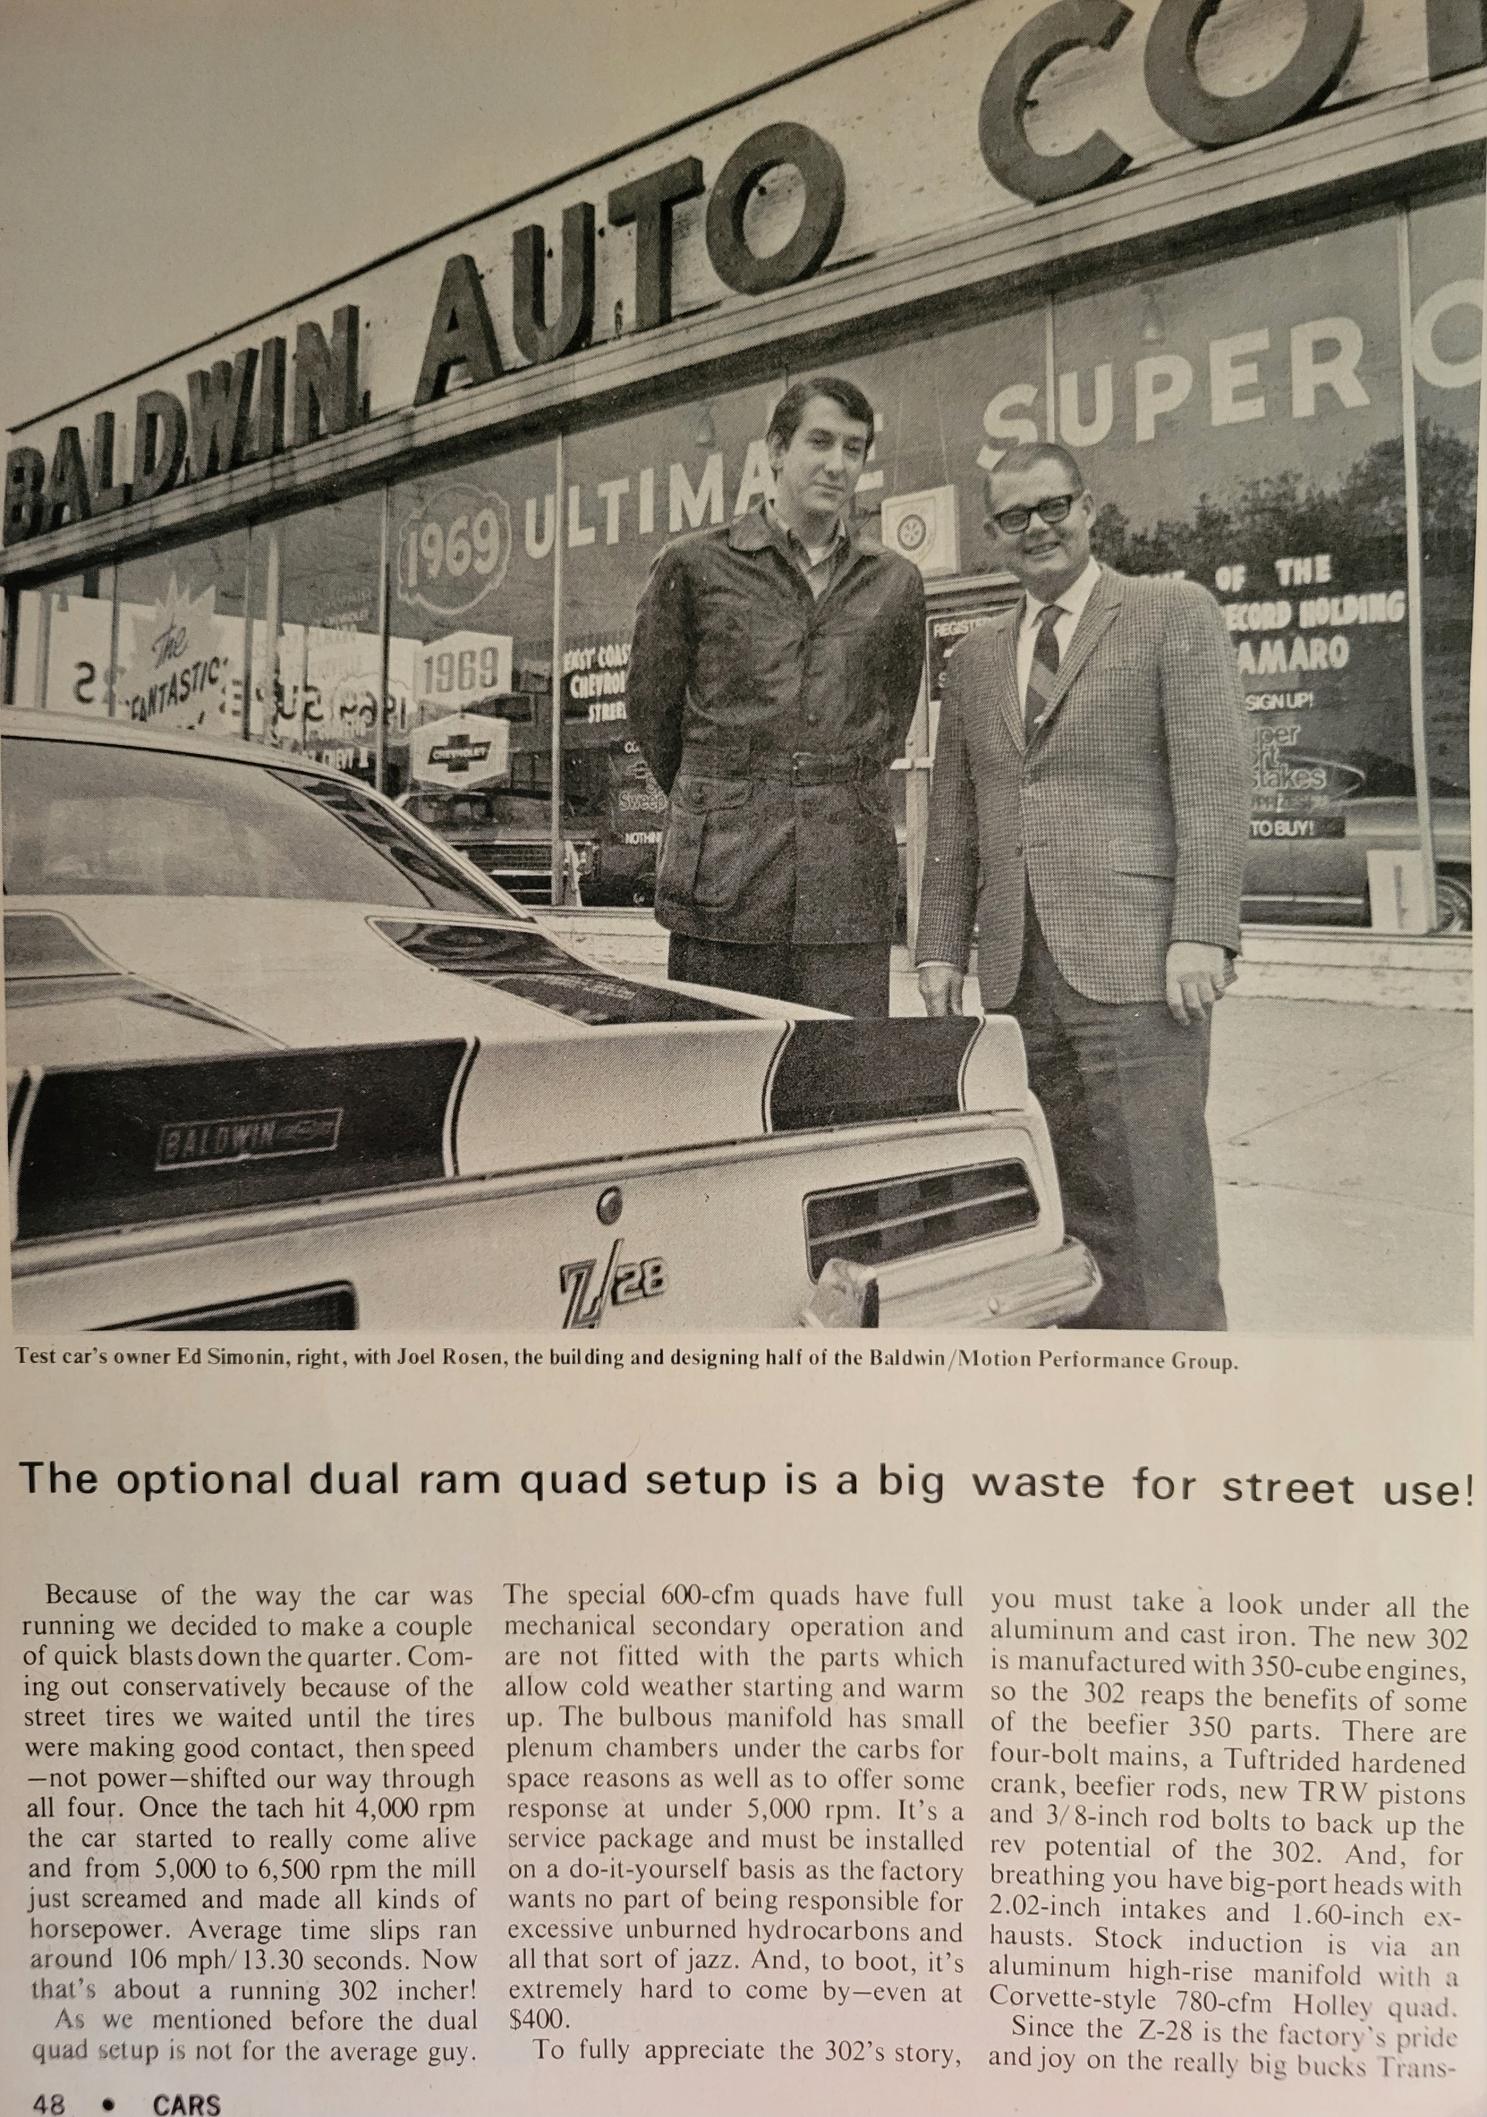 BALDWIN AUTO CO
1969 ULTIMA E SUPER C
The
FANTASTIC
1969
CHEVROLET
EAST COAS
CHEVROL
STREE
Sweep
NOTHIN
REGISTE
OF THE
ECORD HOLDING
AMARO
SIGN UP!
per
rt
stakes
TO BUY!
BALDWIN
Z/28
Test car's owner Ed Simonin, right, with Joel Rosen, the building and designing half of the Baldwin/Motion Performance Group.
The optional dual ram quad setup is a big waste for street use!
Because of the way the car was
running we decided to make a couple
of quick blasts down the quarter. Com-
ing out conservatively because of the
street tires we waited until the tires
were making good contact, then speed
—not power—shifted our way through
all four. Once the tach hit 4,000 rpm
the car started to really come alive
and from 5,000 to 6,500 rpm the mill
just screamed and made all kinds of
horsepower. Average time slips ran
around 106 mph/13.30 seconds. Now
that's about a running 302 incher!
As we mentioned before the dual
quad setup is not for the average guy.
The special 600-cfm quads have full
mechanical secondary operation and
are not fitted with the parts which
allow cold weather starting and warm
up. The bulbous manifold has small
plenum chambers under the carbs for
space reasons as well as to offer some
response at under 5,000 rpm. It's a
service package and must be installed
on a do-it-yourself basis as the factory
wants no part of being responsible for
excessive unburned hydrocarbons and
all that sort of jazz. And, to boot, it's
extremely hard to come by—even at
$400.
To fully appreciate the 302's story,
you must take a look under all the
aluminum and cast iron. The new 302
is manufactured with 350-cube engines,
so the 302 reaps the benefits of some
of the beefier 350 parts. There are
four-bolt mains, a Tuftrided hardened
crank, beefier rods, new TRW pistons
and 3/8-inch rod bolts to back up the
rev potential of the 302. And, for
breathing you have big-port heads with
2.02-inch intakes and 1.60-inch ex-
hausts. Stock induction is via an
aluminum high-rise manifold with a
Corvette-style 780-cfm Holley quad.
Since the Z-28 is the factory's pride
and joy on the really big bucks Trans-
48 • CARS